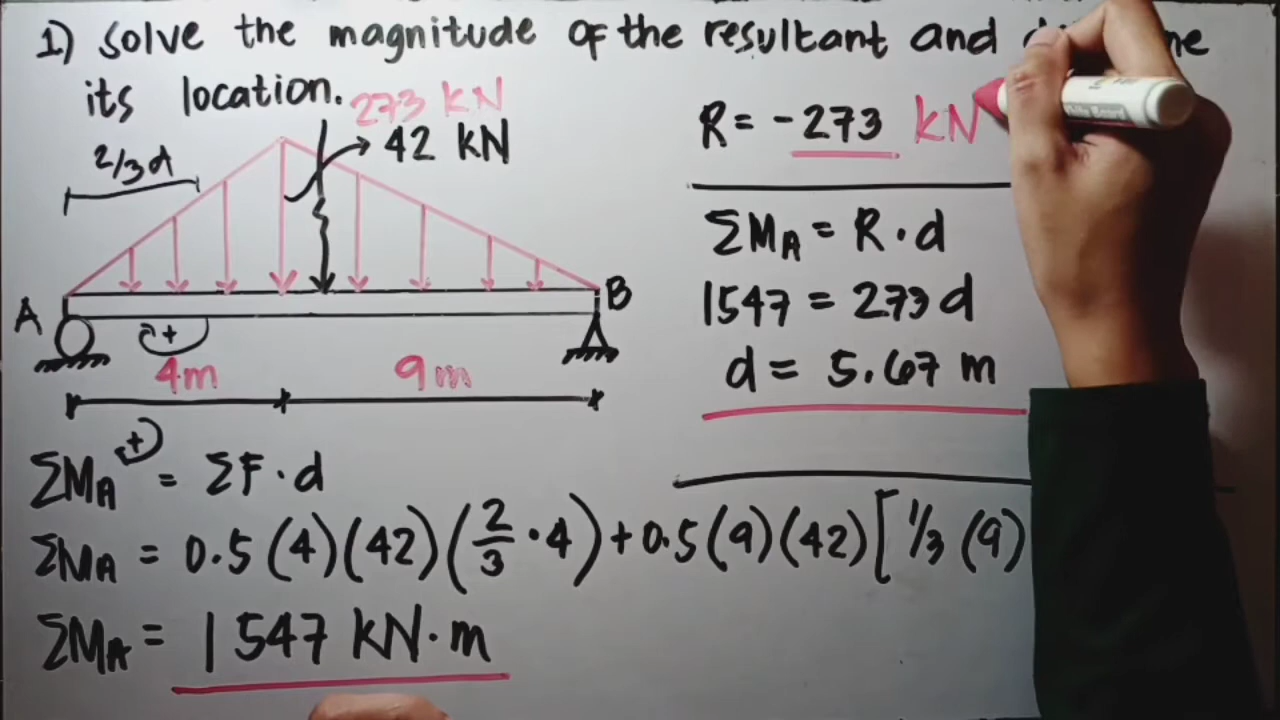 1) solve the magnitude of the resultant and
its location.
273 kN
42 kN
2/3 d
A
B
+
4m
9m
R = -273 kN
ΣMA = R·d
1547 = 273 d
d = 5.67 m
ΣMA + = ΣF·d
ΣMA = 0.5 (4)(42)(2/3 · 4) + 0.5 (9)(42)[1/3 (9)
ΣMA = 1547 kN·m